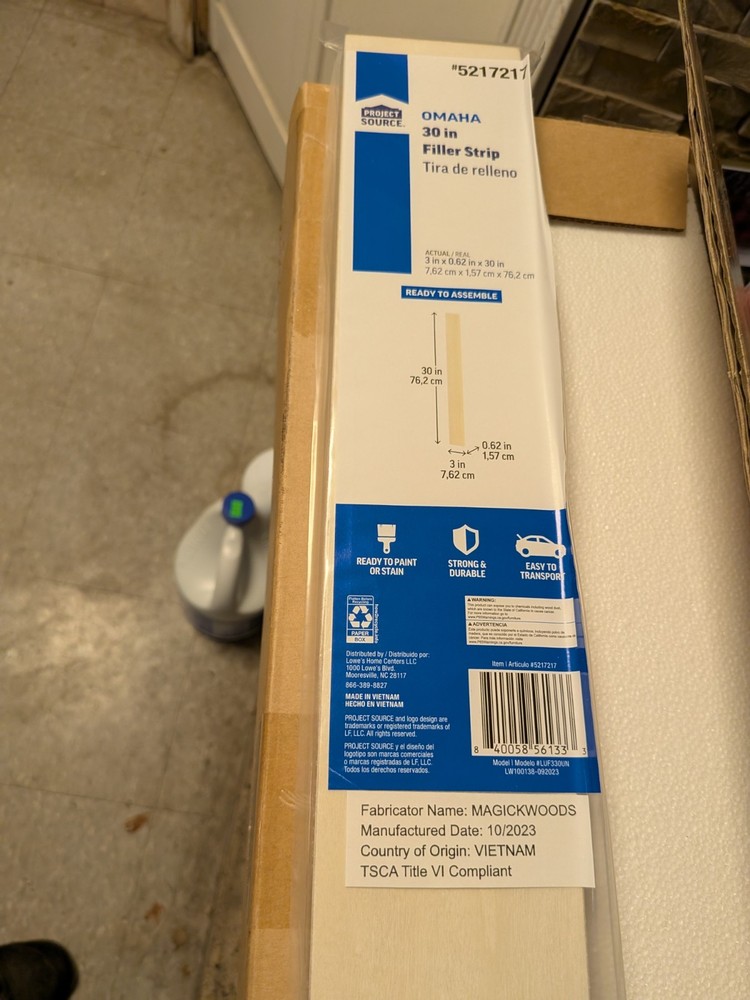 #5217217
PROJECT
SOURCE.
OMAHA
30 in
Filler Strip
Tira de relleno
ACTUAL / REAL
3 in x 0.62 in x 30 in
7,62 cm x 1,57 cm x 76,2 cm
READY TO ASSEMBLE
30 in
76,2 cm
0.62 in
1,57 cm
3 in
7,62 cm
READY TO PAINT
OR STAIN
STRONG &
DURABLE
EASY TO
TRANSPORT
PAPER
BOX
WARNING:
ADVERTENCIA
Distributed by / Distribuido por:
Lowe's Home Centers LLC
1000 Lowe's Blvd.
Mooresville, NC 28117
866-389-8827
MADE IN VIETNAM
HECHO EN VIETNAM
PROJECT SOURCE and logo design are
trademarks or registered trademarks of
LF, LLC. All rights reserved.
PROJECT SOURCE y el diseño del
logotipo son marcas comerciales
o marcas registradas de LF, LLC.
Todos los derechos reservados.
Item | Artículo #5217217
8 40058 56133 3
Model | Modelo #LUF330UN
LW100138-092023
Fabricator Name: MAGICKWOODS
Manufactured Date: 10/2023
Country of Origin: VIETNAM
TSCA Title VI Compliant